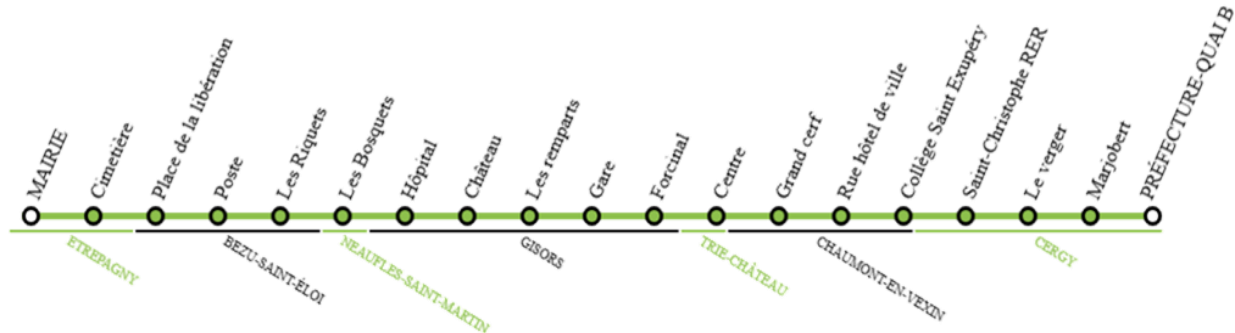 MAIRIE
Cimetière
Place de la libération
Poste
Les Riquets
Les Bosquets
Hôpital
Château
Les remparts
Gare
Forcinal
Centre
Grand cerf
Rue hôtel de ville
Collège Saint Exupéry
Saint-Christophe RER
Le verger
Marjobert
PRÉFECTURE-QUAI B
ETREPAGNY
BEZU-SAINT-ÉLOI
NEAUFLES-SAINT-MARTIN
GISORS
TRIE-CHÂTEAU
CHAUMONT-EN-VEXIN
CERGY